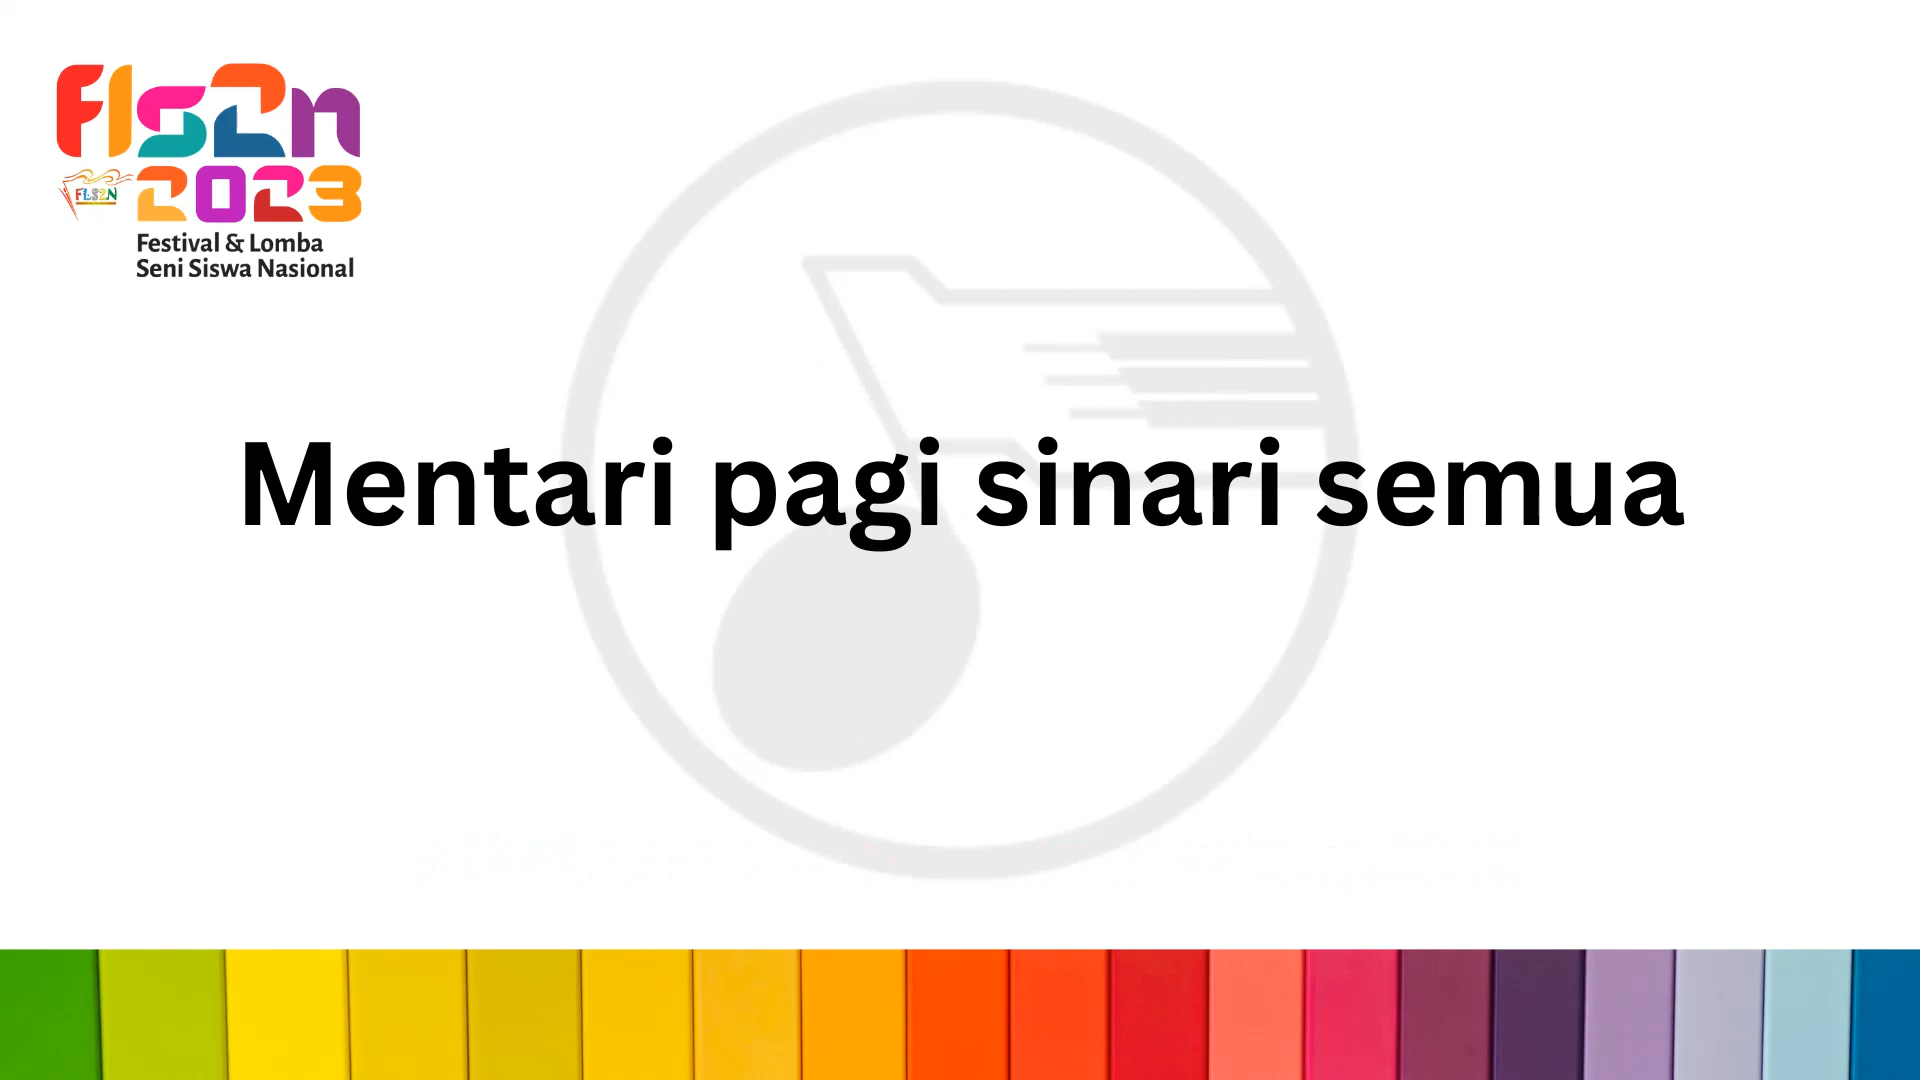 FLS2N
2023
FLS2N
Festival & Lomba
Seni Siswa Nasional
Mentari pagi sinari semua